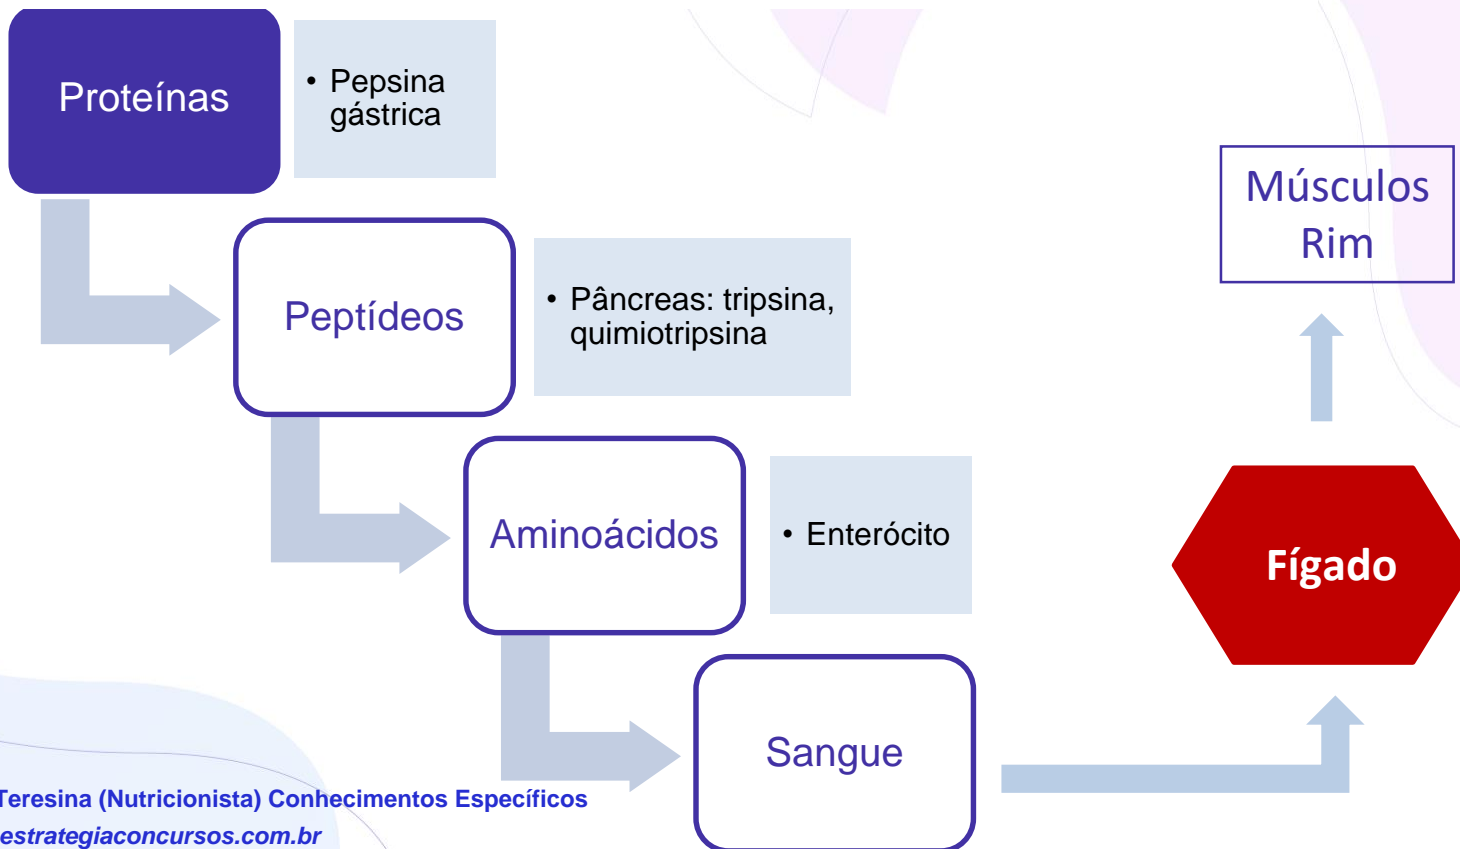 Proteínas
• Pepsina
gástrica
Peptídeos
• Pâncreas: tripsina,
quimiotripsina
Aminoácidos
• Enterócito
Sangue
Fígado
Músculos
Rim
Teresina (Nutricionista) Conhecimentos Específicos
estrategiaconcursos.com.br